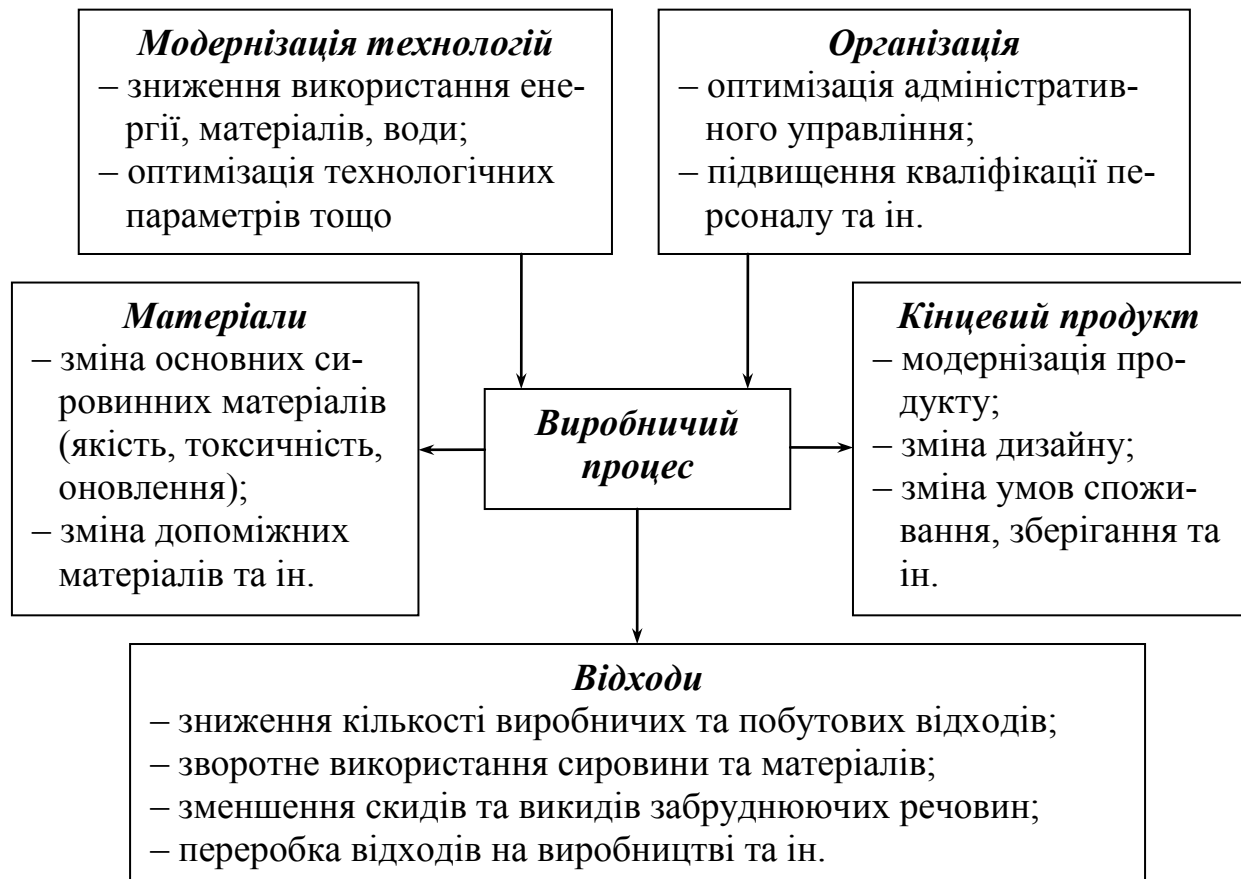 Модернізація технологій
– зниження використання ене-
ргії, матеріалів, води;
– оптимізація технологічних
параметрів тощо
Організація
– оптимізація адміністратив-
ного управління;
– підвищення кваліфікації пе-
рсоналу та ін.
Матеріали
– зміна основних си-
ровинних матеріалів
(якість, токсичність,
оновлення);
– зміна допоміжних
матеріалів та ін.
Виробничий
процес
Кінцевий продукт
– модернізація про-
дукту;
– зміна дизайну;
– зміна умов спожи-
вання, зберігання та
ін.
Відходи
– зниження кількості виробничих та побутових відходів;
– зворотне використання сировини та матеріалів;
– зменшення скидів та викидів забруднюючих речовин;
– переробка відходів на виробництві та ін.